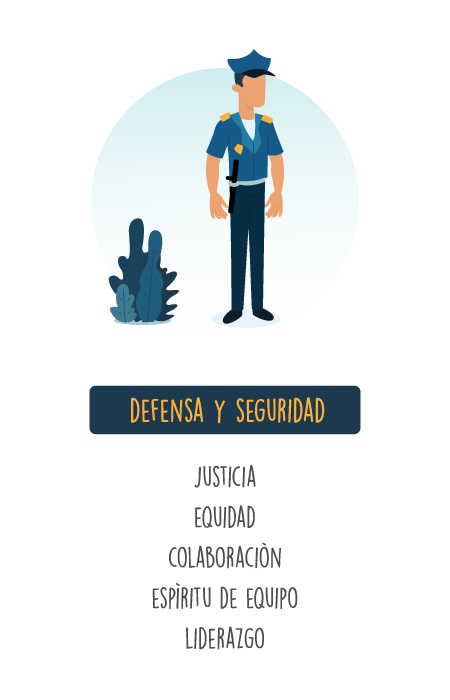 DEFENSA Y SEGURIDAD
JUSTICIA
EQUIDAD
COLABORACIÒN
ESPÌRITU DE EQUIPO
LIDERAZGO